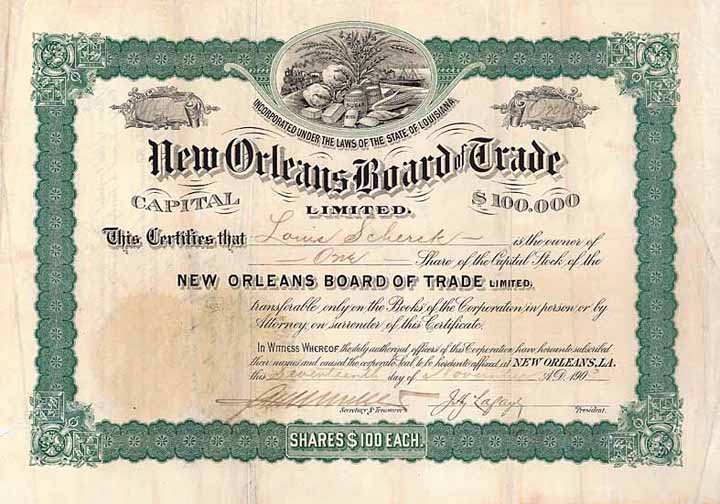 SUGAR
INCORPORATED UNDER THE LAWS OF THE STATE OF LOUISIANA.
New Orleans Board of Trade
CAPITAL LIMITED. $100.000
This Certifies that Louis Scherck is the owner of
One Share of the Capital Stock of the
NEW ORLEANS BOARD OF TRADE LIMITED,
transferable only on the Books of the Corporation in person or by
Attorney, on surrender of this Certificate.
In Witness Whereof the duly authorized officers of this Corporation have hereunto subscribed
their names and caused the corporate Seal to be hereunto affixed, at NEW ORLEANS, LA.
this Seventeenth day of November A.D. 190
Secretary & Treasurer President.
SHARES $100 EACH.